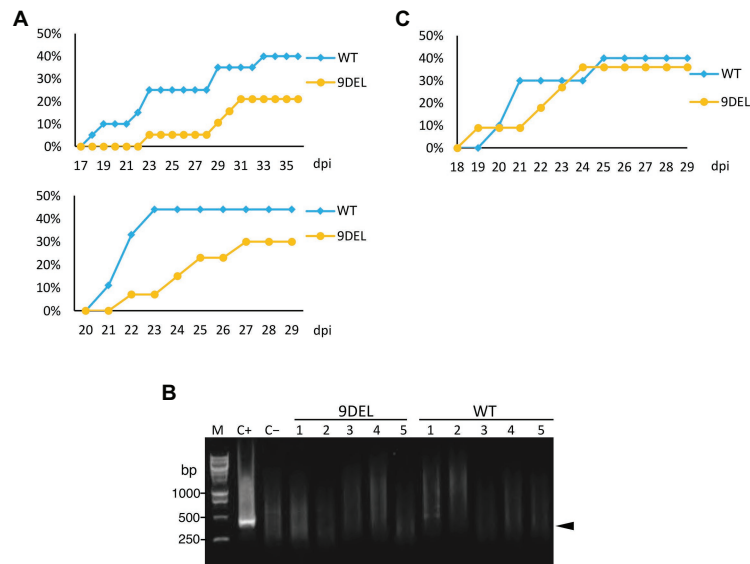 A
50%
40%
30%
20%
10%
0%
17 19 21 23 25 27 29 31 33 35 dpi
WT
9DEL
50%
40%
30%
20%
10%
0%
20 21 22 23 24 25 26 27 28 29 dpi
WT
9DEL
C
50%
40%
30%
20%
10%
0%
18 19 20 21 22 23 24 25 26 27 28 29 dpi
WT
9DEL
B
9DEL WT
M C+ C– 1 2 3 4 5 1 2 3 4 5
bp
1000
500
250